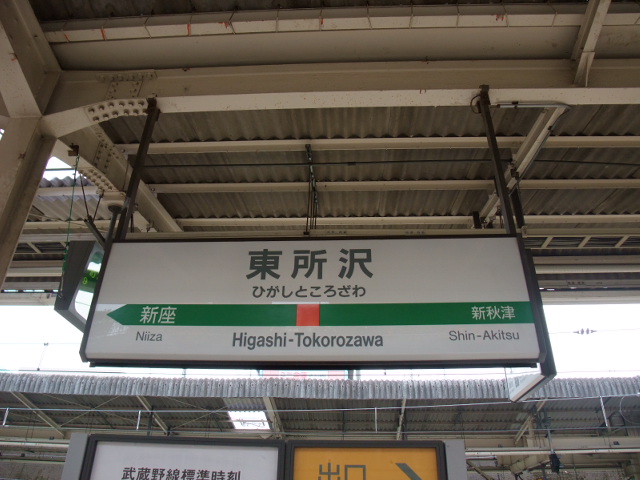 東所沢
ひがしところざわ
新座 新秋津
Niiza Higashi-Tokorozawa Shin-Akitsu
武蔵野線標準時刻
出口